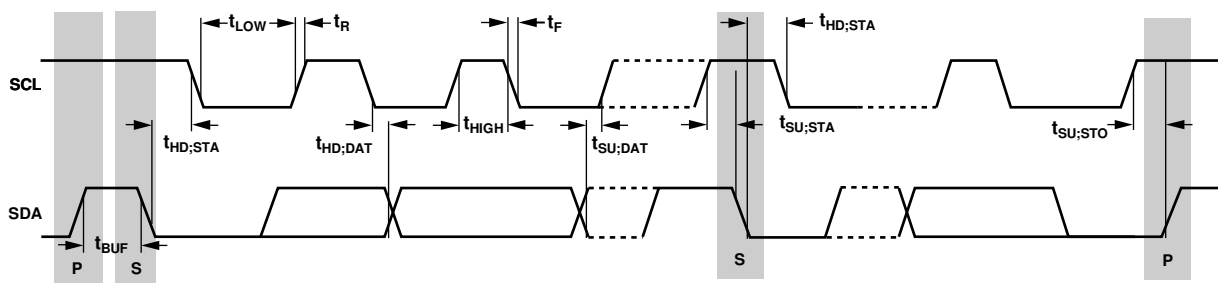 tLOW tR tF tHD;STA
SCL
tHD;STA tHD;DAT tHIGH tSU;DAT tSU;STA tSU;STO
SDA
tBUF
P S S P